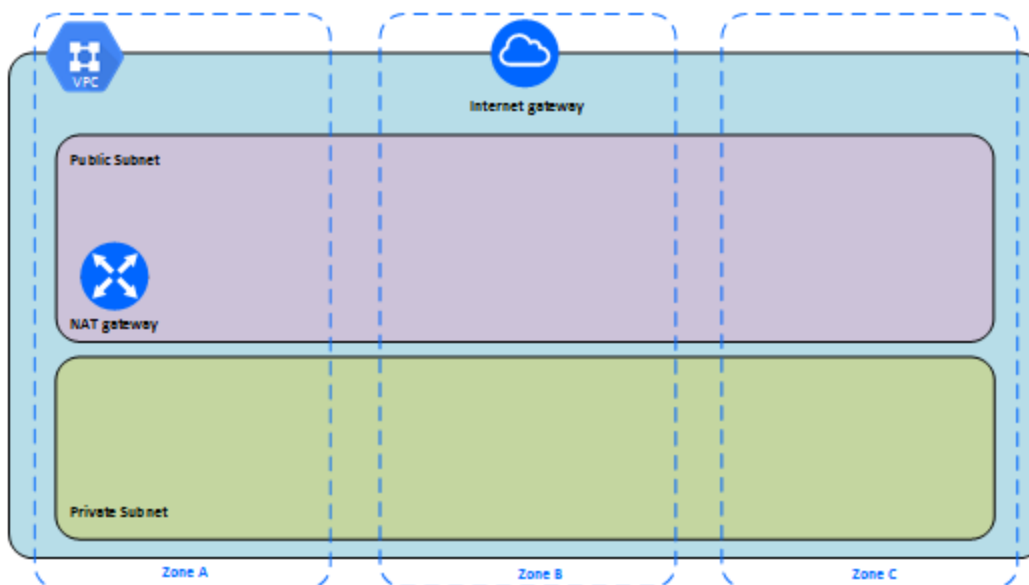 VPC
Internet gateway
Public Subnet
NAT gateway
Private Subnet
Zone A
Zone B
Zone C